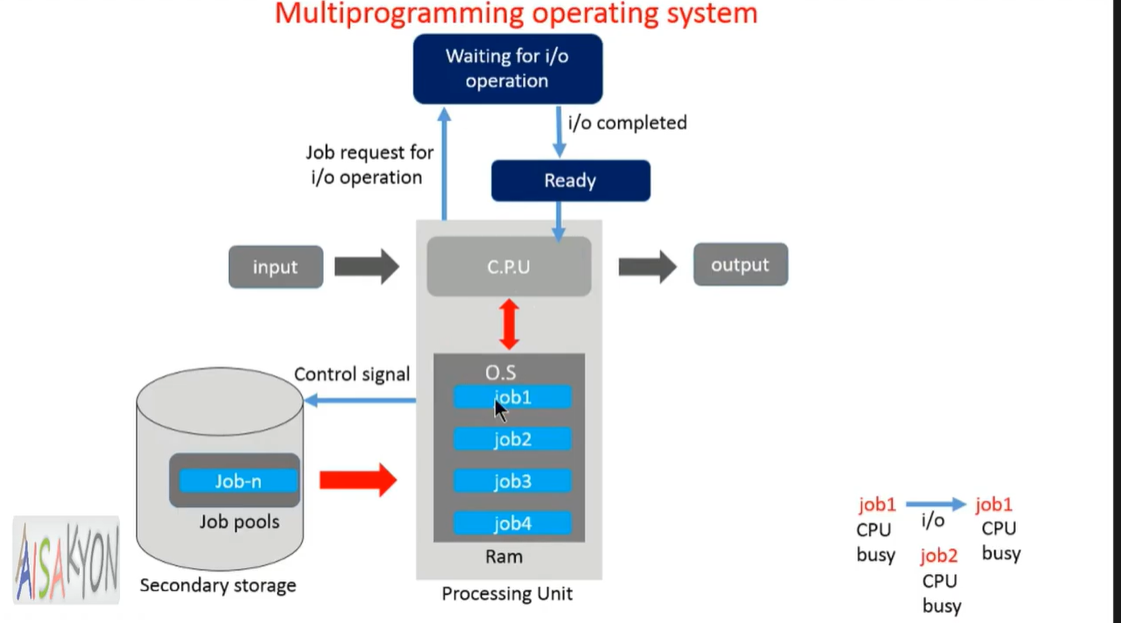 Multiprogramming operating system
Waiting for i/o
operation
i/o completed
Job request for
i/o operation
Ready
input
C.P.U
output
Control signal
O.S
job1
job2
job3
job4
Ram
Processing Unit
Job-n
Job pools
Secondary storage
AISAKYON
job1
CPU
busy
i/o
job2
CPU
busy
job1
CPU
busy